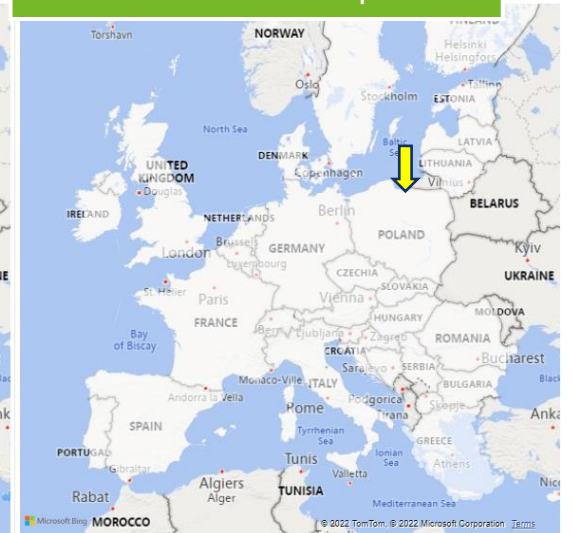 Torshavn
NORWAY
Helsinki
Helsingfors
Oslo
Tallinn
Stockholm
ESTONIA
North Sea
Baltic
LATVIA
DENMARK
LITHUANIA
UNITED
KINGDOM
Copenhagen
Vilnius
Douglas
BELARUS
IRELAND
NETHERLANDS
Berlin
POLAND
London
Brussels
GERMANY
Kyiv
Luxembourg
CZECHIA
UKRAINE
St. Helier
SLOVAKIA
Paris
Vienna
MOLDOVA
FRANCE
HUNGARY
Bay
of Biscay
Bern
Ljubljana
Zagreb
ROMANIA
CROATIA
Bucharest
Sarajevo
SERBIA
Monaco-Ville
ITALY
BULGARIA
Andorra la Vella
Podgorica
Skopje
Rome
Tirana
SPAIN
Tyrrhenian
Sea
GREECE
PORTUGAL
Ionian
Sea
Athens
Gibraltar
Tunis
Valletta
Algiers
Alger
Rabat
TUNISIA
Mediterranean Sea
Microsoft Bing
MOROCCO
© 2022 TomTom, © 2022 Microsoft Corporation Terms